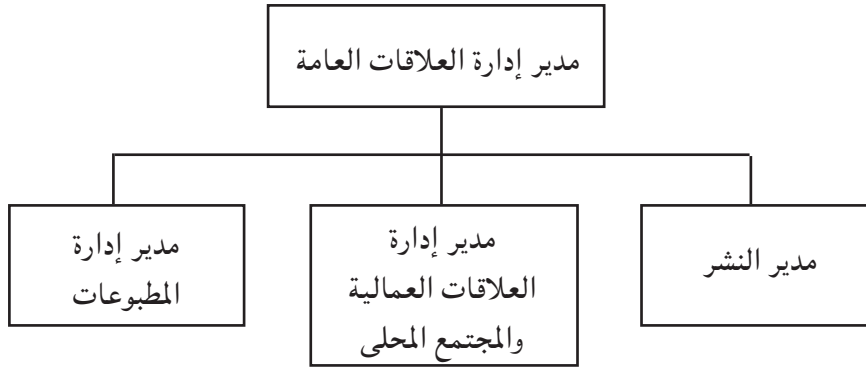 مدير إدارة العلاقات العامة
مدير النشر
مدير إدارة
العلاقات العمالية
والمجتمع المحلى
مدير إدارة
المطبوعات